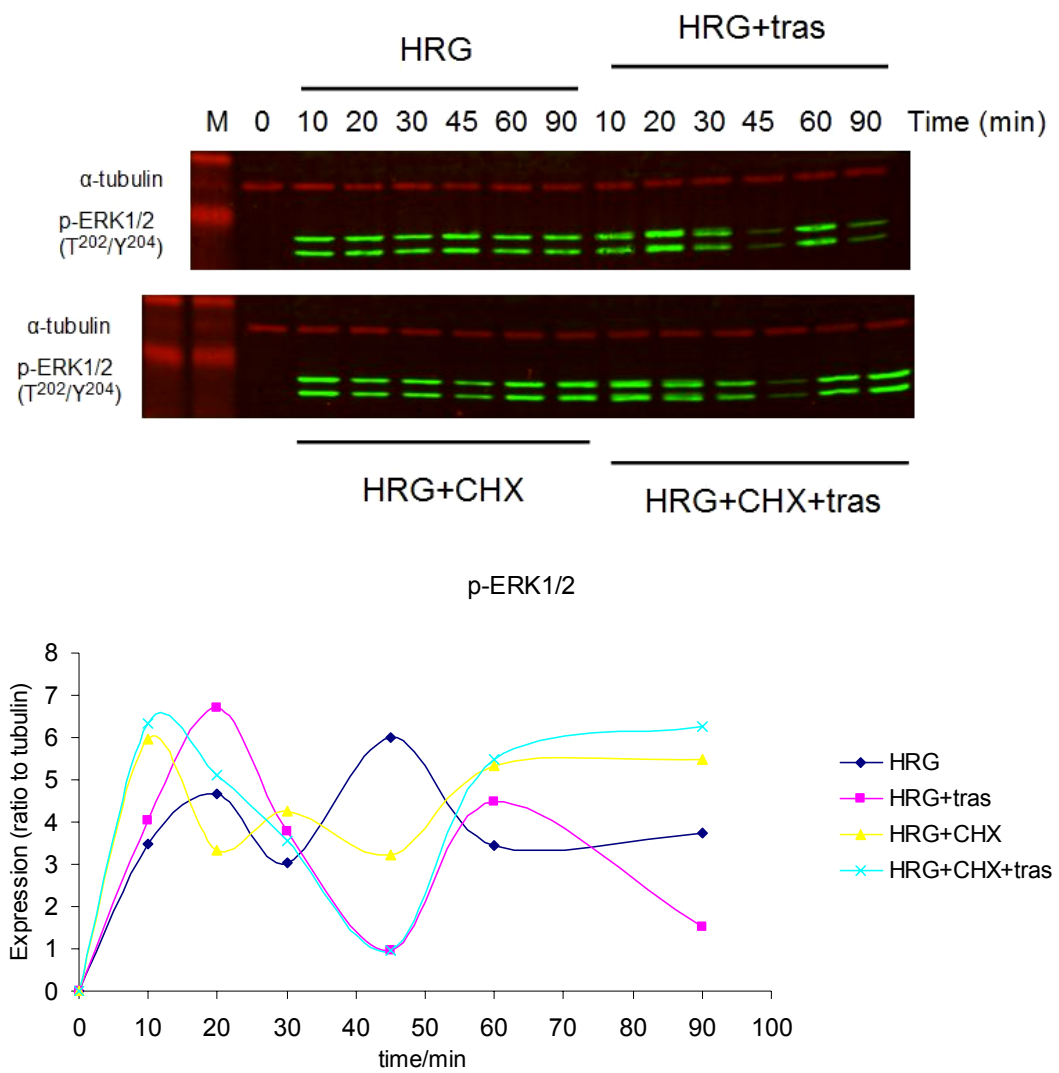 HRG
HRG+tras
M 0 10 20 30 45 60 90 10 20 30 45 60 90 Time (min)
α-tubulin
p-ERK1/2
(T²⁰²/Y²⁰⁴)
α-tubulin
p-ERK1/2
(T²⁰²/Y²⁰⁴)
HRG+CHX
HRG+CHX+tras
p-ERK1/2
Expression (ratio to tubulin)
8
7
6
5
4
3
2
1
0
0 10 20 30 40 50 60 70 80 90 100
time/min
HRG
HRG+tras
HRG+CHX
HRG+CHX+tras